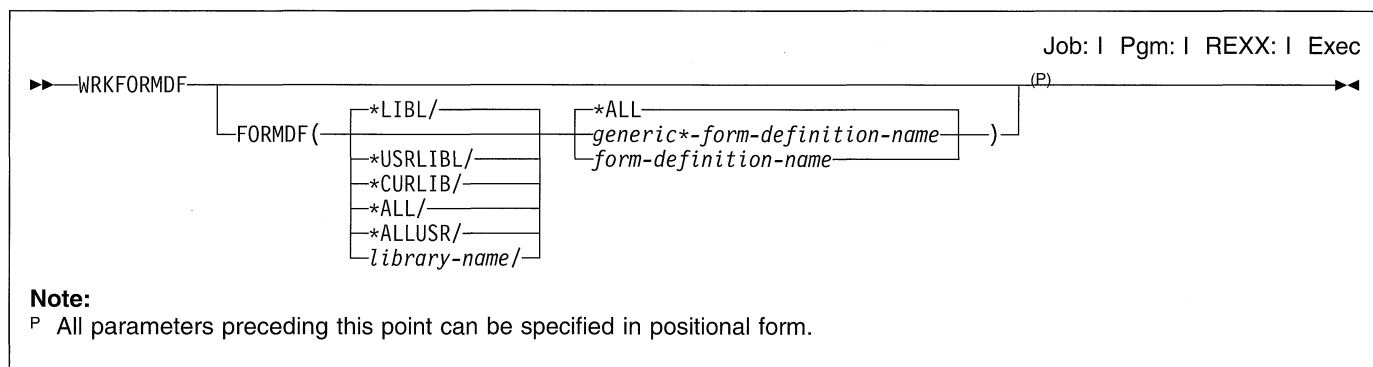 Job: I Pgm: I REXX: I Exec
WRKFORMDF (P)
FORMDF( *LIBL/ *ALL )
generic*-form-definition-name
*USRLIBL/ form-definition-name
*CURLIB/
*ALL/
*ALLUSR/
library-name/
Note:
P All parameters preceding this point can be specified in positional form.